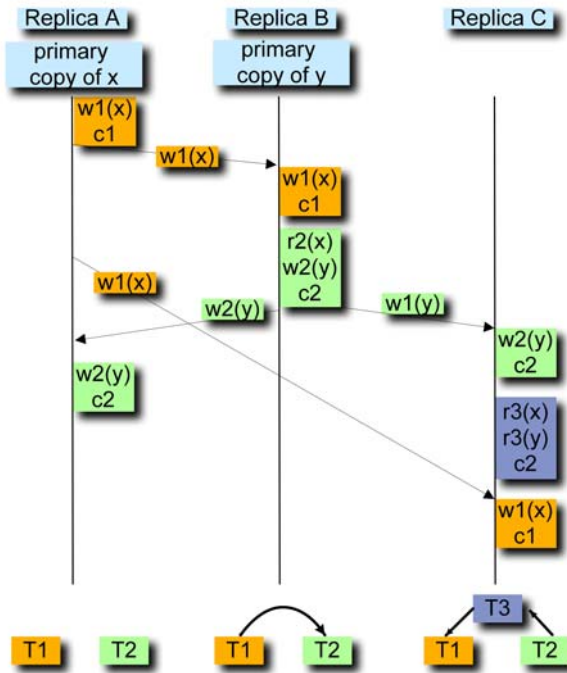 Replica A
Replica B
Replica C
primary
copy of x
primary
copy of y
w1(x)
c1
w1(x)
w1(x)
c1
r2(x)
w2(y)
c2
w1(x)
w2(y)
w1(y)
w2(y)
c2
w2(y)
c2
r3(x)
r3(y)
c2
w1(x)
c1
T3
T1
T2
T1
T2
T1
T2